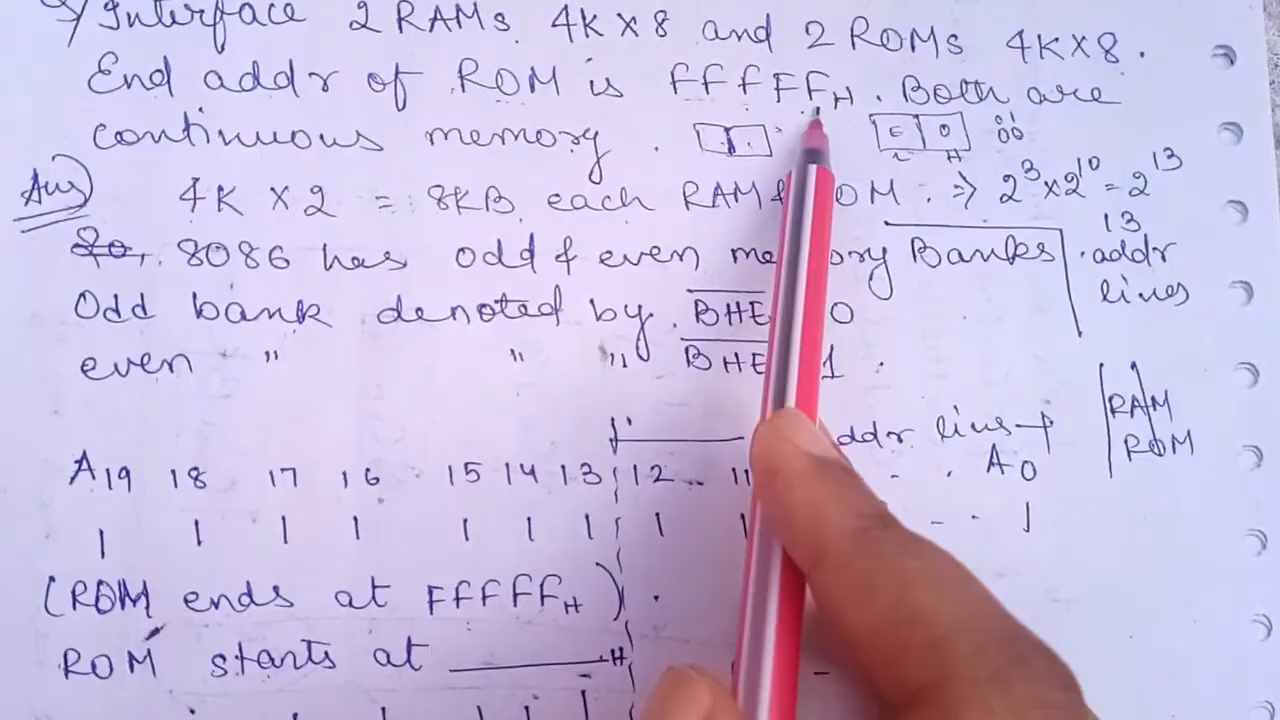 Interface 2 RAMs 4K X 8 and 2 ROMs 4K X 8.
End addr of ROM is FFFFFH. Both are
continuous memory. E O
L H
Ans) 4K X 2 = 8KB each RAM & ROM. ⇒ 2^3 x 2^10 = 2^13
13 addr lines
8086 has odd & even memory Banks
Odd bank denoted by BHE 0
even " " " BHE 1.
addr lines
RAM
ROM
A19 18 17 16 15 14 13 12 11 - . . A0
1 1 1 1 1 1 1 1 1 - . . 1
(ROM ends at FFFFFH).
ROM starts at ______H